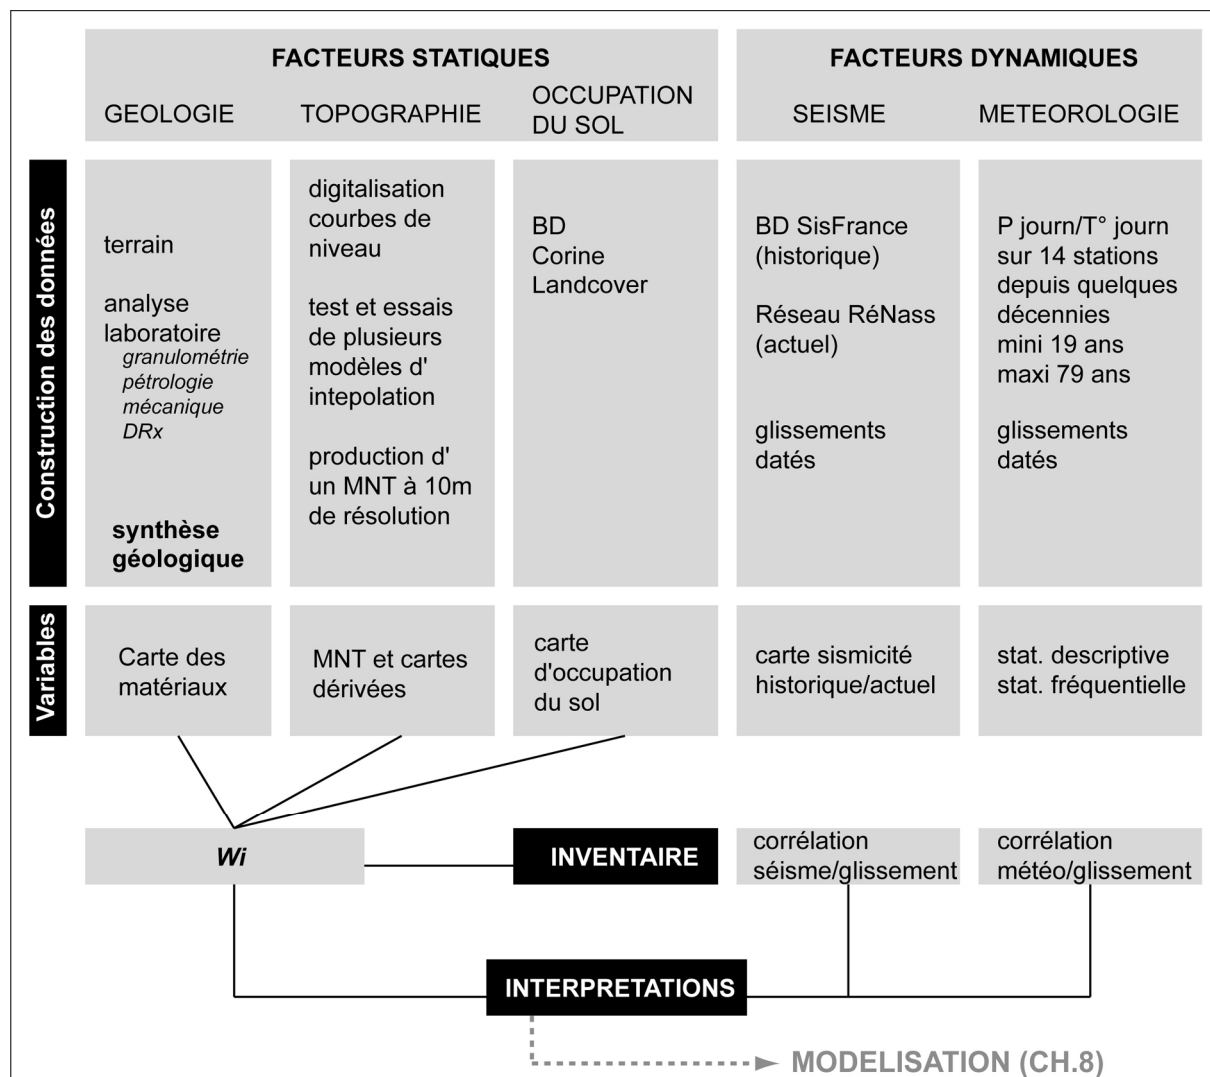 FACTEURS STATIQUES
FACTEURS DYNAMIQUES
GEOLOGIE
TOPOGRAPHIE
OCCUPATION
DU SOL
SEISME
METEOROLOGIE
Construction des données
terrain
analyse
laboratoire
granulométrie
pétrologie
mécanique
DRx
synthèse
géologique
digitalisation
courbes de
niveau
test et essais
de plusieurs
modèles d'
intepolation
production d'
un MNT à 10m
de résolution
BD
Corine
Landcover
BD SisFrance
(historique)
Réseau RéNass
(actuel)
glissements
datés
P journ/T° journ
sur 14 stations
depuis quelques
décennies
mini 19 ans
maxi 79 ans
glissements
datés
Variables
Carte des
matériaux
MNT et cartes
dérivées
carte
d'occupation
du sol
carte sismicité
historique/actuel
stat. descriptive
stat. fréquentielle
Wi
INVENTAIRE
corrélation
séisme/glissement
corrélation
météo/glissement
INTERPRETATIONS
MODELISATION (CH.8)